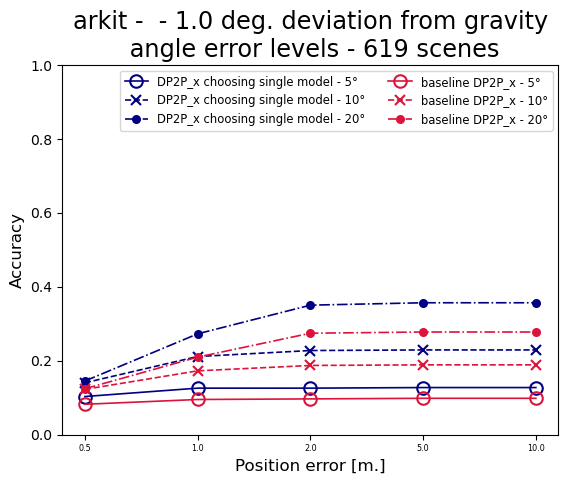 arkit -  - 1.0 deg. deviation from gravity
angle error levels - 619 scenes
DP2P_x choosing single model - 5°
DP2P_x choosing single model - 10°
DP2P_x choosing single model - 20°
baseline DP2P_x - 5°
baseline DP2P_x - 10°
baseline DP2P_x - 20°
Accuracy
1.0
0.8
0.6
0.4
0.2
0.0
0.5 1.0 2.0 5.0 10.0
Position error [m.]